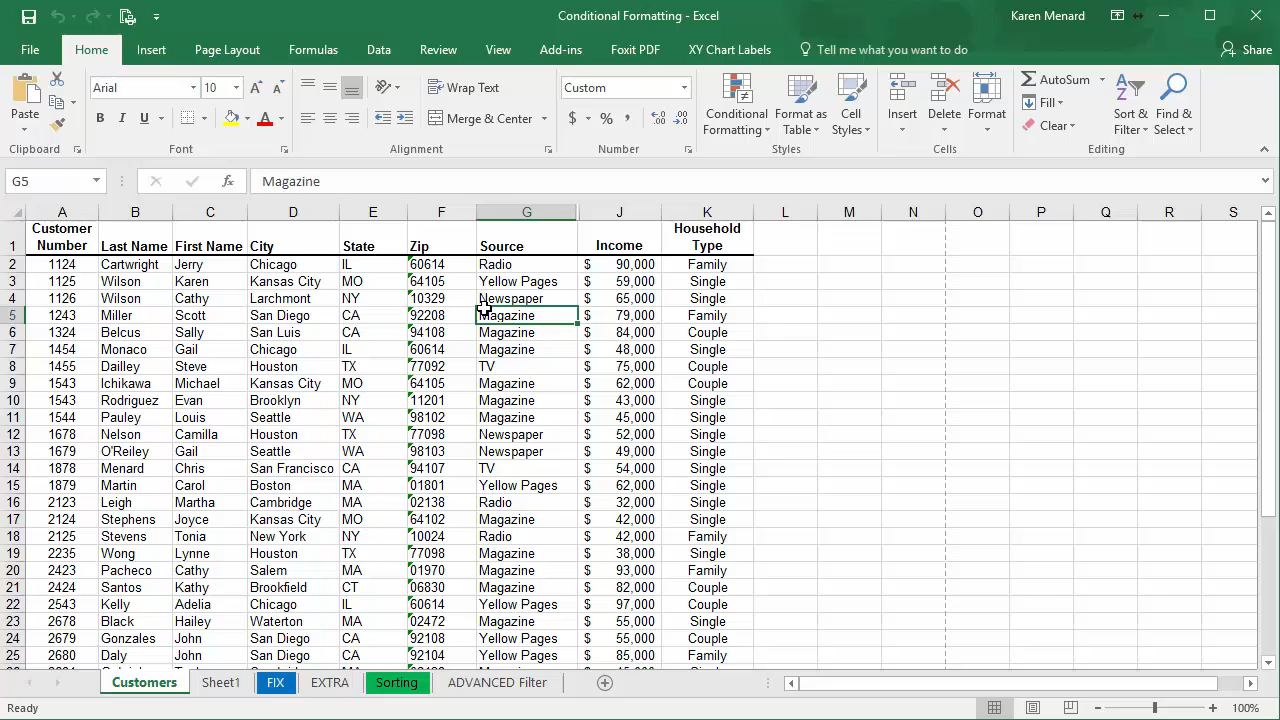 Conditional Formatting - Excel
Karen Menard
File Home Insert Page Layout Formulas Data Review View Add-ins Foxit PDF XY Chart Labels Tell me what you want to do Share
Paste
Clipboard
Arial 10
B I U
Font
Wrap Text
Merge & Center
Alignment
Custom
$ % ,
Number
Conditional Formatting
Format as Table
Cell Styles
Styles
Insert Delete Format
Cells
AutoSum
Fill
Clear
Sort & Filter
Find & Select
Editing
G5 fx Magazine
A B C D E F G J K L M N O P Q R S
1 Customer Number Last Name First Name City State Zip Source Income Household Type
2 1124 Cartwright Jerry Chicago IL 60614 Radio $ 90,000 Family
3 1125 Wilson Karen Kansas City MO 64105 Yellow Pages $ 59,000 Single
4 1126 Wilson Cathy Larchmont NY 10329 Newspaper $ 65,000 Single
5 1243 Miller Scott San Diego CA 92208 Magazine $ 79,000 Family
6 1324 Belcus Sally San Luis CA 94108 Magazine $ 84,000 Couple
7 1454 Monaco Gail Chicago IL 60614 Magazine $ 48,000 Single
8 1455 Dailley Steve Houston TX 77092 TV $ 75,000 Couple
9 1543 Ichikawa Michael Kansas City MO 64105 Magazine $ 62,000 Couple
10 1543 Rodriguez Evan Brooklyn NY 11201 Magazine $ 43,000 Single
11 1544 Pauley Louis Seattle WA 98102 Magazine $ 45,000 Single
12 1678 Nelson Camilla Houston TX 77098 Newspaper $ 52,000 Single
13 1679 O'Reiley Gail Seattle WA 98103 Newspaper $ 49,000 Single
14 1878 Menard Chris San Francisco CA 94107 TV $ 54,000 Single
15 1879 Martin Carol Boston MA 01801 Yellow Pages $ 62,000 Single
16 2123 Leigh Martha Cambridge MA 02138 Radio $ 32,000 Single
17 2124 Stephens Joyce Kansas City MO 64102 Magazine $ 42,000 Single
18 2125 Stevens Tonia New York NY 10024 Radio $ 42,000 Family
19 2235 Wong Lynne Houston TX 77098 Magazine $ 38,000 Single
20 2423 Pacheco Cathy Salem MA 01970 Magazine $ 93,000 Family
21 2424 Santos Kathy Brookfield CT 06830 Magazine $ 82,000 Couple
22 2543 Kelly Adelia Chicago IL 60614 Yellow Pages $ 97,000 Couple
23 2678 Black Hailey Waterton MA 02472 Magazine $ 55,000 Single
24 2679 Gonzales John San Diego CA 92108 Yellow Pages $ 55,000 Couple
25 2680 Daly John San Diego CA 92104 Yellow Pages $ 85,000 Family
Customers Sheet1 FIX EXTRA Sorting ADVANCED Filter
Ready 100%